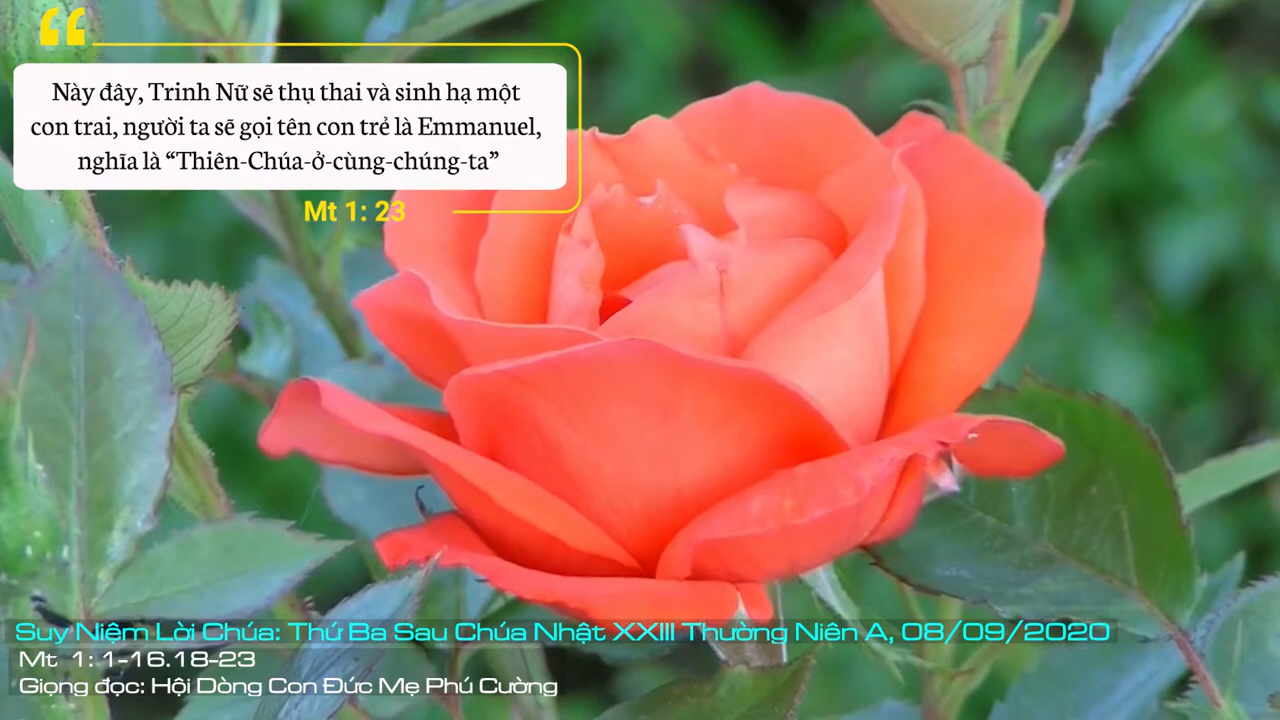 “
Này đây, Trinh Nữ sẽ thụ thai và sinh hạ một
con trai, người ta sẽ gọi tên con trẻ là Emmanuel,
nghĩa là “Thiên-Chúa-ở-cùng-chúng-ta”
Mt 1: 23
Suy Niệm Lời Chúa: Thứ Ba Sau Chúa Nhật XXIII Thường Niên A, 08/09/2020
Mt 1: 1-16.18-23
Giọng đọc: Hội Dòng Con Đức Mẹ Phú Cường